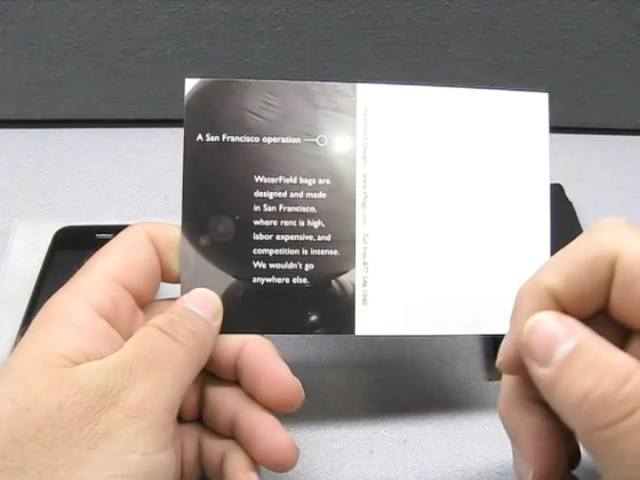 A San Francisco operation
WaterField bags are
designed and made
in San Francisco,
where rent is high,
labor expensive, and
competition is intense.
We wouldn't go
anywhere else.